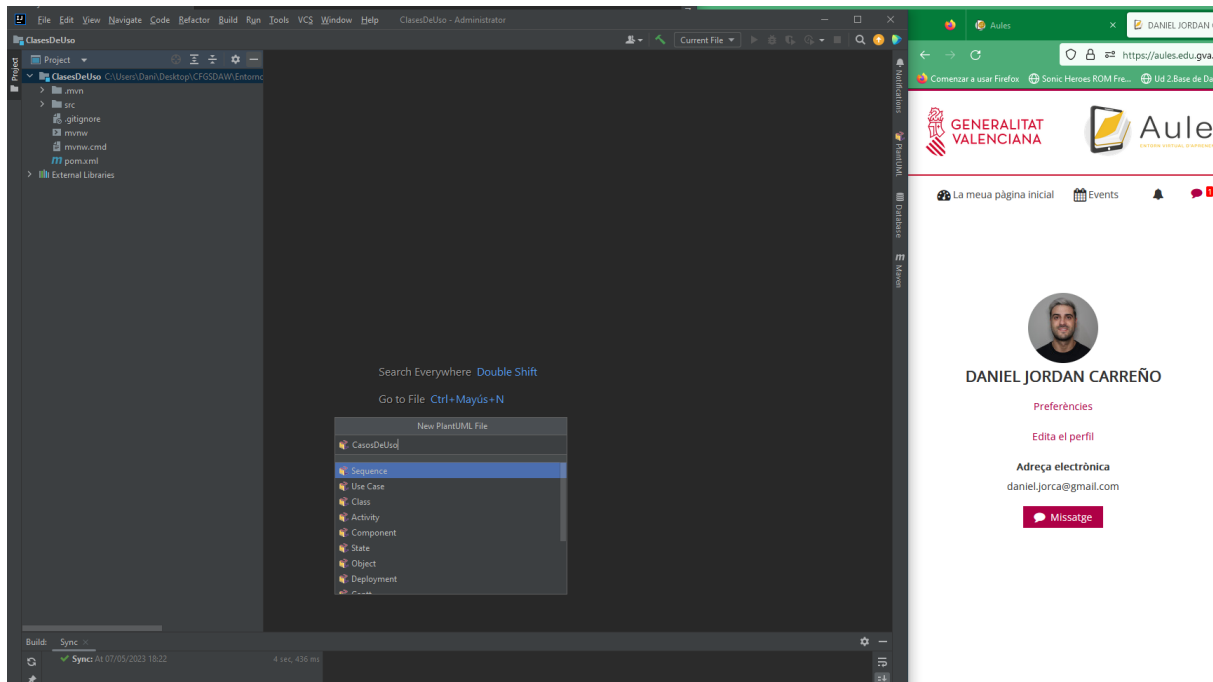 File Edit View Navigate Code Refactor Build Run Tools VCS Window Help ClasesDeUso - Administrator
ClasesDeUso
Current File
Project
Project
ClasesDeUso C:\Users\Dani\Desktop\CFGSDAW\Entorno
.mvn
src
.gitignore
mvnw
mvnw.cmd
pom.xml
External Libraries
Notifications
PlantUML
Database
m
Maven
Search Everywhere Double Shift
Go to File Ctrl+Mayús+N
New PlantUML File
CasosDeUso
Sequence
Use Case
Class
Activity
Component
State
Object
Deployment
Build: Sync
Sync: At 07/05/2023 18:22 4 sec, 436 ms
Aules
DANIEL JORDAN
https://aules.edu.gva.
Comenzar a usar Firefox Sonic Heroes ROM Fre... Ud 2.Base de Da
GENERALITAT
VALENCIANA
Aule
La meua pàgina inicial Events 1
DANIEL JORDAN CARREÑO
Preferències
Edita el perfil
Adreça electrònica
daniel.jorca@gmail.com
Missatge